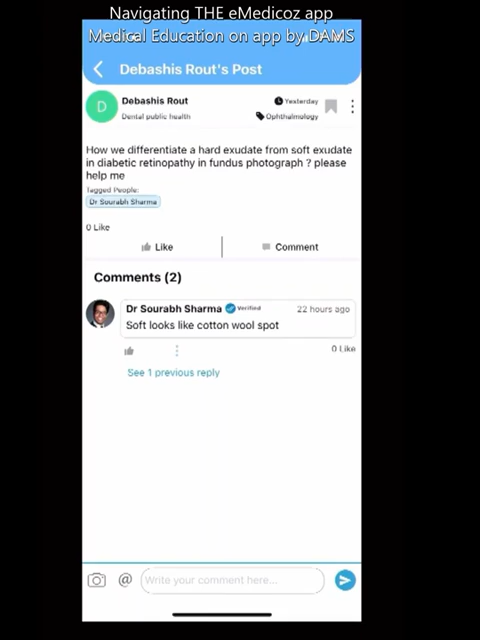 Navigating THE eMedicoz app
Medical Education on app by DAMS
Debashis Rout's Post
D
Debashis Rout
Yesterday
Dental public health
Ophthalmology
How we differentiate a hard exudate from soft exudate
in diabetic retinopathy in fundus photograph ? please
help me
Tagged People:
Dr Sourabh Sharma
0 Like
Like
Comment
Comments (2)
Dr Sourabh Sharma Verified 22 hours ago
Soft looks like cotton wool spot
0 Like
See 1 previous reply
@ Write your comment here...